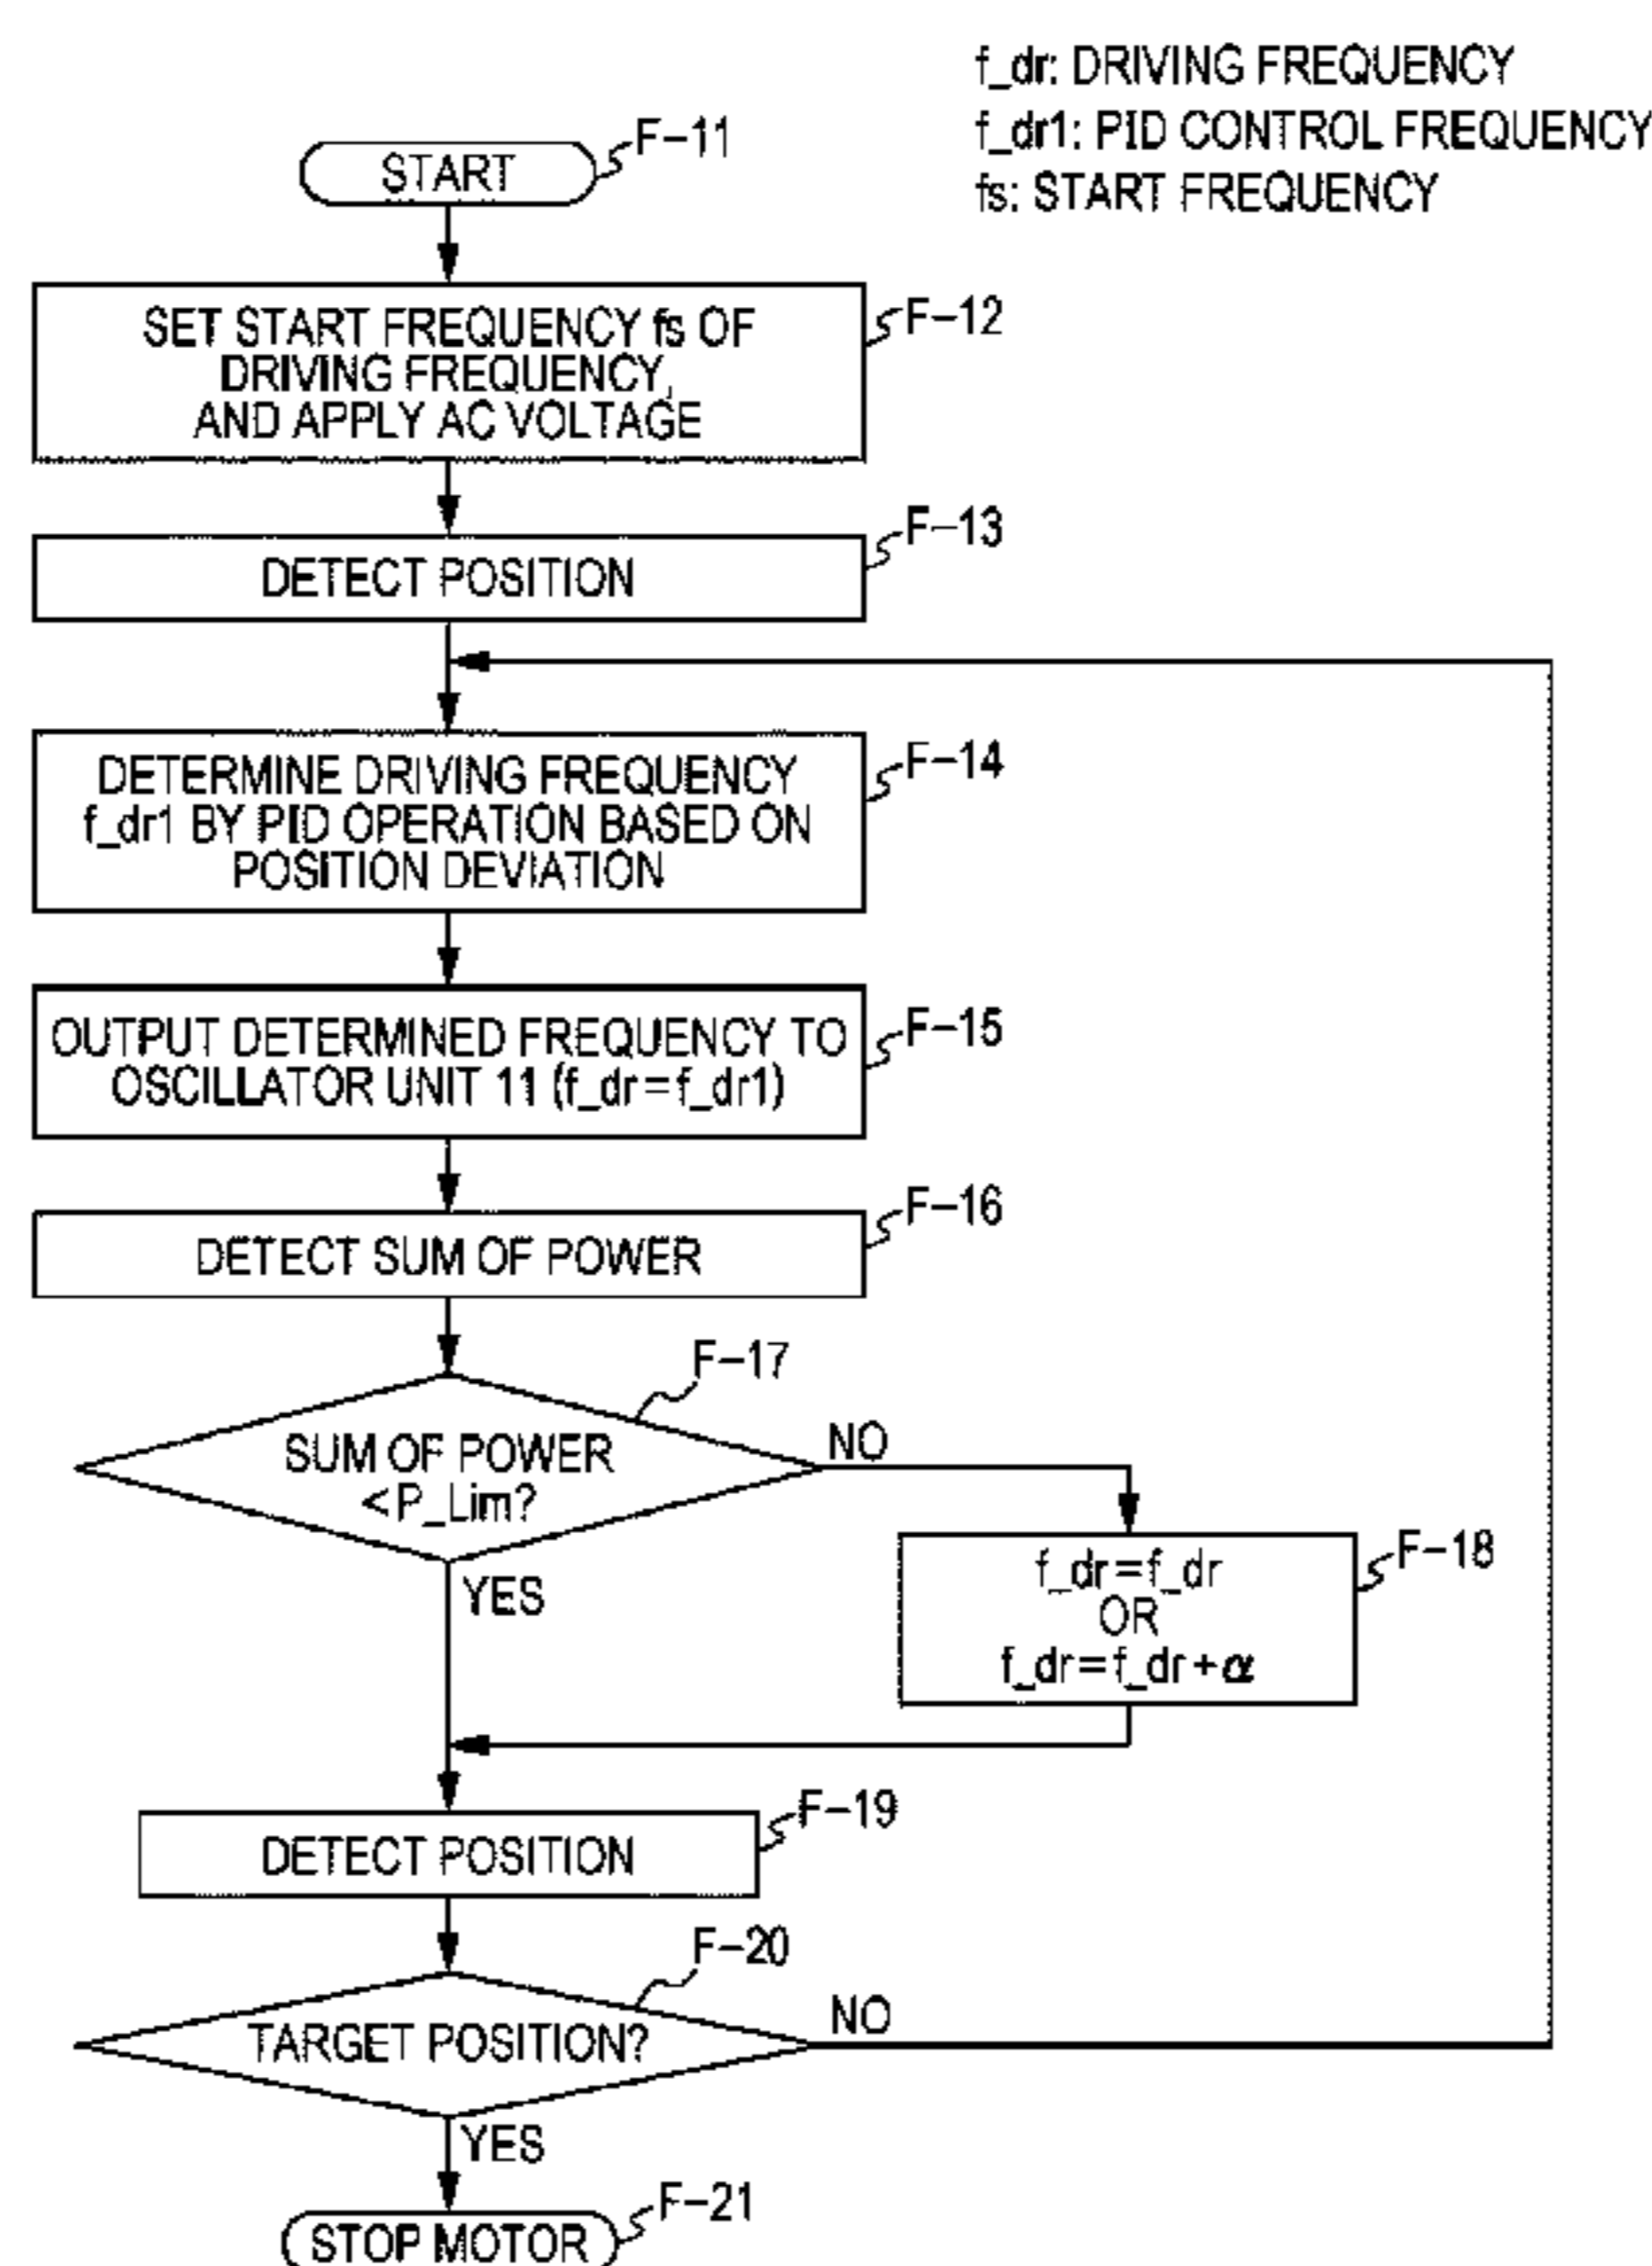 f_dr: DRIVING FREQUENCY
f_dr1: PID CONTROL FREQUENCY
fs: START FREQUENCY
F-11
START
F-12
SET START FREQUENCY fs OF
DRIVING FREQUENCY,
AND APPLY AC VOLTAGE
F-13
DETECT POSITION
F-14
DETERMINE DRIVING FREQUENCY
f_dr1 BY PID OPERATION BASED ON
POSITION DEVIATION
F-15
OUTPUT DETERMINED FREQUENCY TO
OSCILLATOR UNIT 11 (f_dr=f_dr1)
F-16
DETECT SUM OF POWER
F-17
SUM OF POWER
<P_Lim?
NO
YES
F-18
f_dr=f_dr
OR
f_dr=f_dr+α
F-19
DETECT POSITION
F-20
TARGET POSITION?
NO
YES
F-21
STOP MOTOR